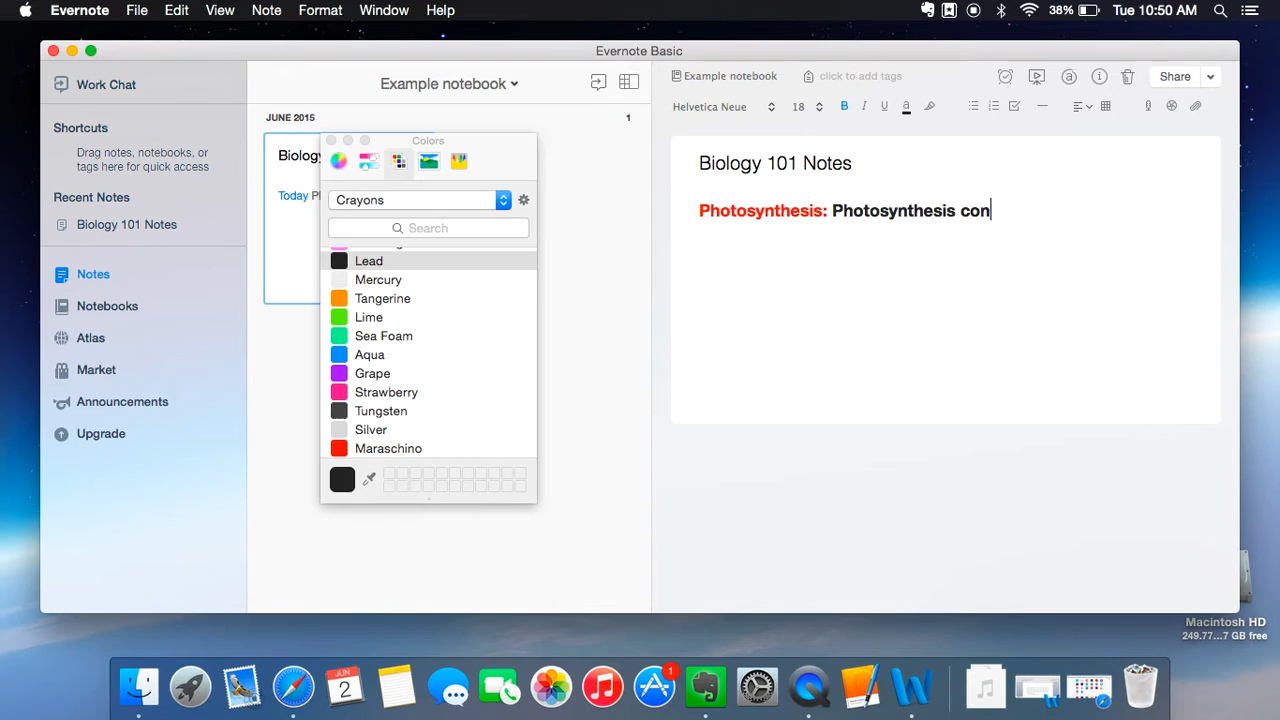 Evernote File Edit View Note Format Window Help 38% Tue 10:50 AM
Evernote Basic
Work Chat
Shortcuts
Drag notes, notebooks, or
tags here for quick access
Recent Notes
Biology 101 Notes
Notes
Notebooks
Atlas
Market
Announcements
Upgrade
Example notebook
JUNE 2015 1
Biology
Today
Colors
Crayons
Search
Lead
Mercury
Tangerine
Lime
Sea Foam
Aqua
Grape
Strawberry
Tungsten
Silver
Maraschino
Example notebook click to add tags Share
Helvetica Neue 18 B I U a
Biology 101 Notes
Photosynthesis: Photosynthesis con
Macintosh HD
249.77...7 GB free
JUN
2
1